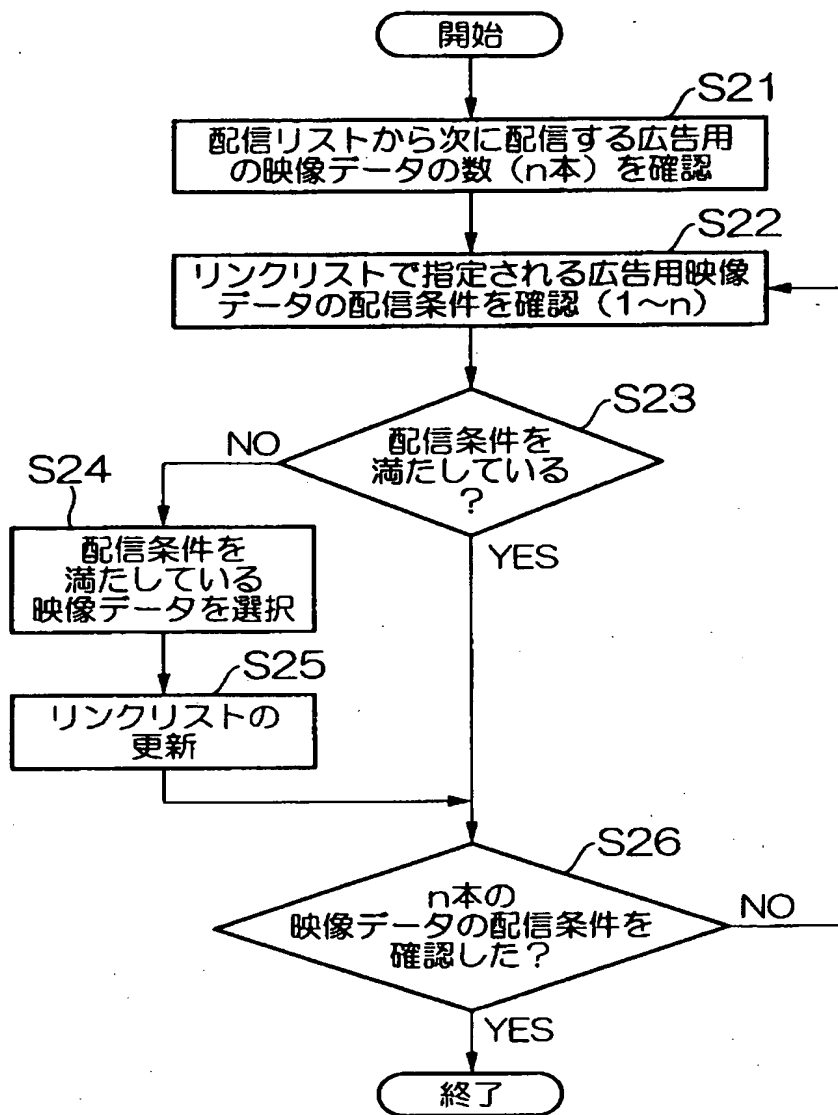 開始
S21
配信リストから次に配信する広告用
の映像データの数（n本）を確認
S22
リンクリストで指定される広告用映像
データの配信条件を確認（1〜n）
S23
配信条件を
満たしている
？
NO
YES
S24
配信条件を
満たしている
映像データを選択
S25
リンクリストの
更新
S26
n本の
映像データの配信条件を
確認した？
NO
YES
終了